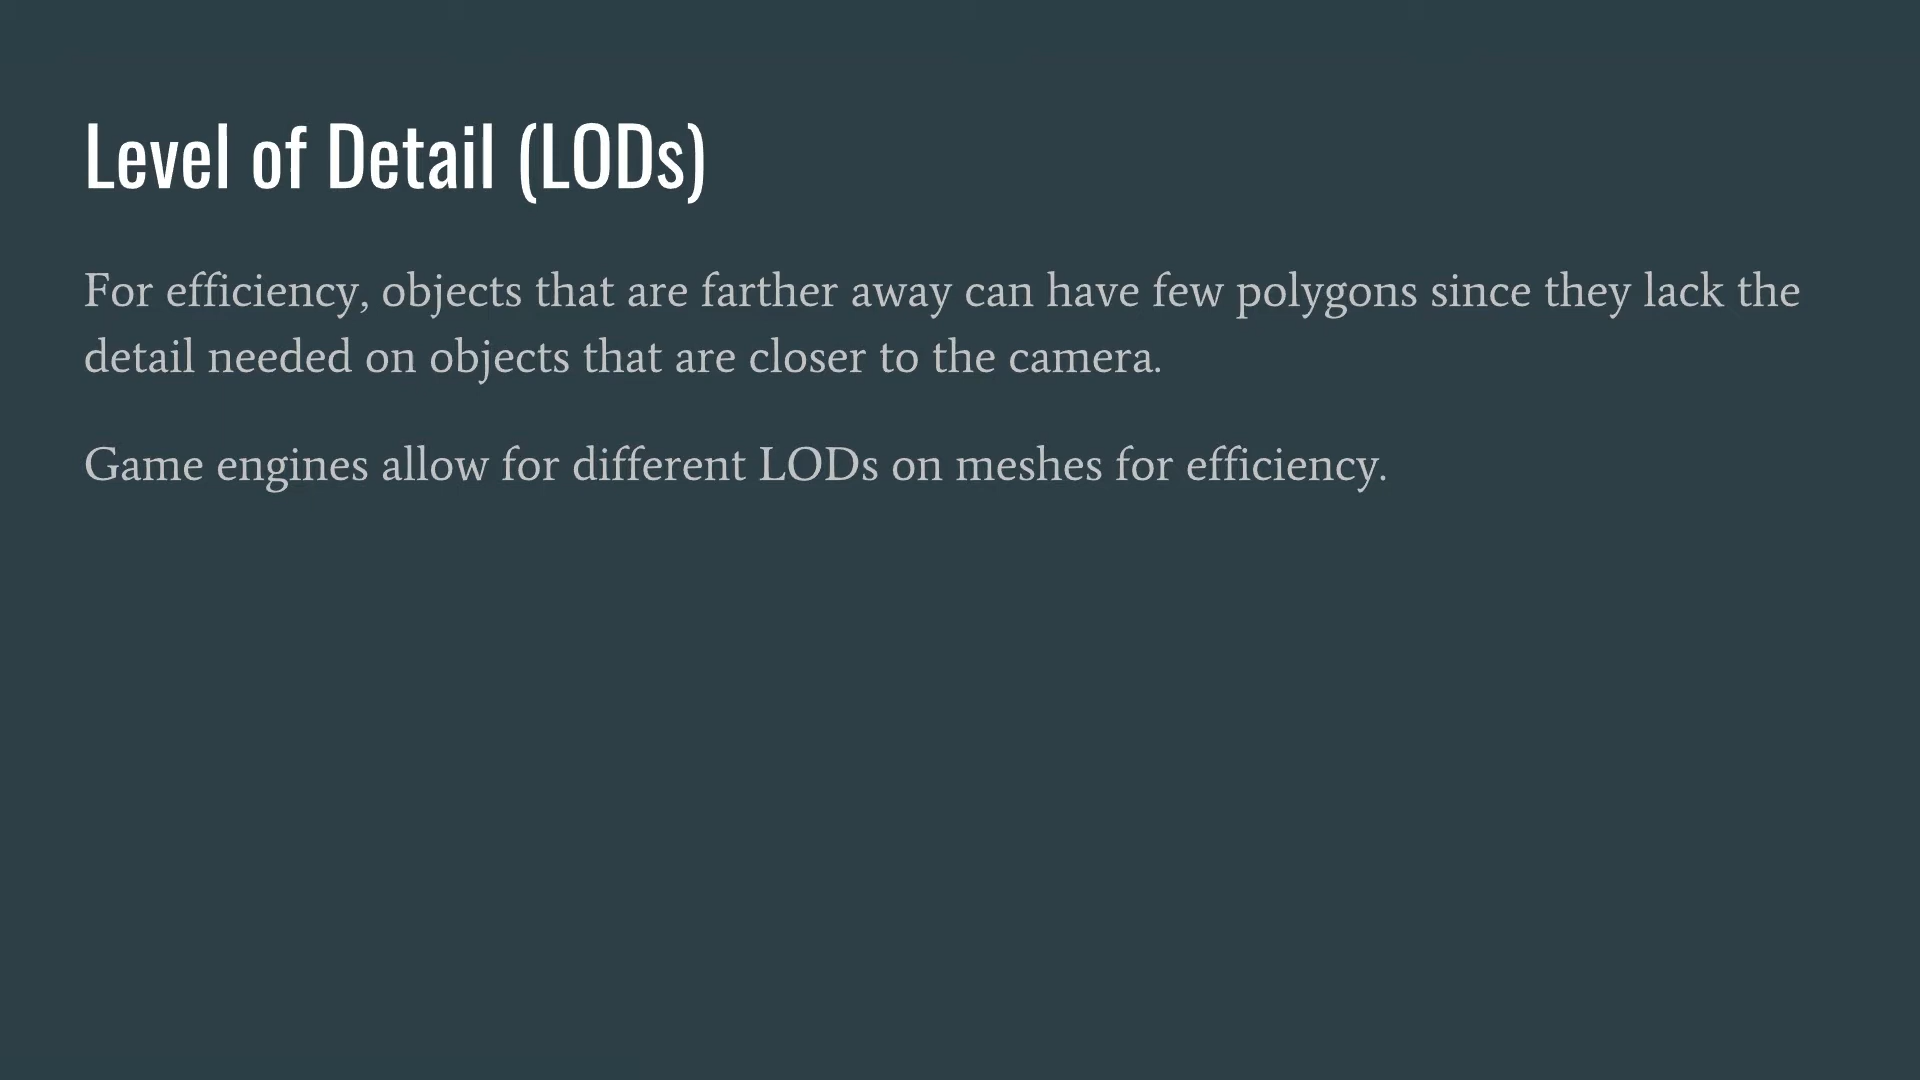 Level of Detail (LODs)
For efficiency, objects that are farther away can have few polygons since they lack the
detail needed on objects that are closer to the camera.
Game engines allow for different LODs on meshes for efficiency.